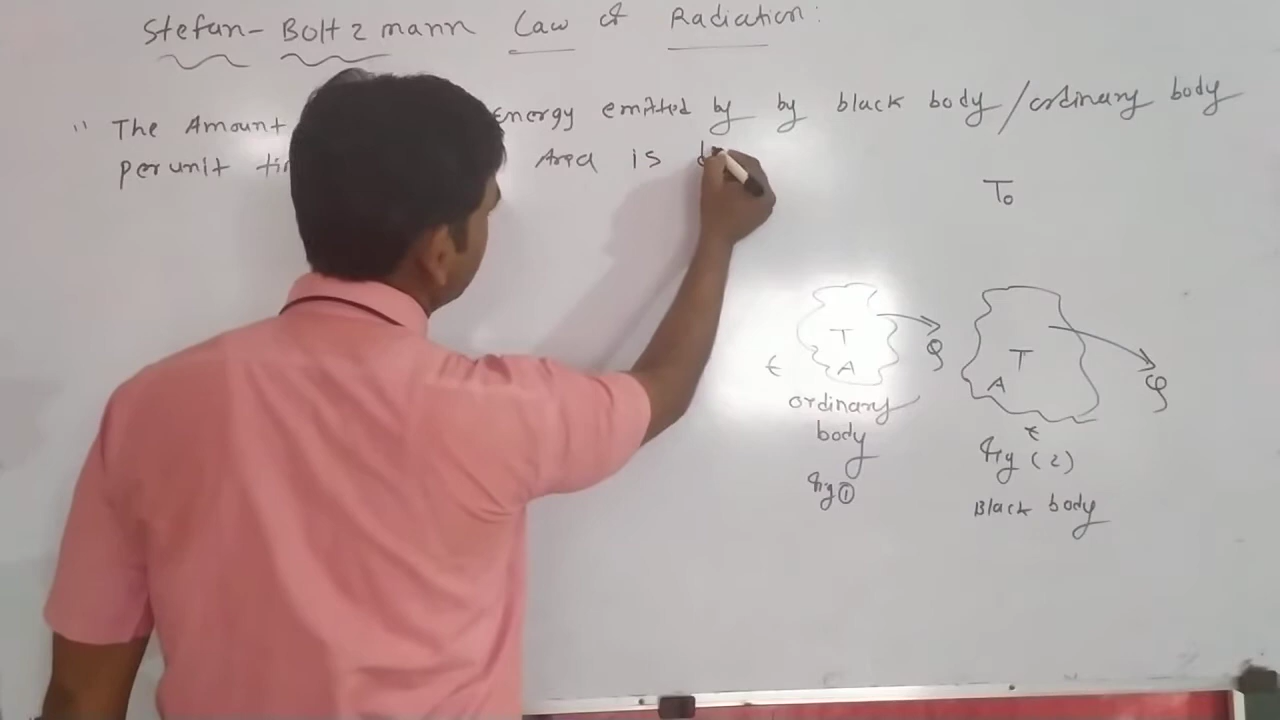 Stefan-Boltzmann Law of Radiation:
" The Amount Energy emitted by by black body/ordinary body
per unit Area is
To
T
A
t
Q
ordinary
body
fig ①
T
A
Q
t
fig (2)
Black body